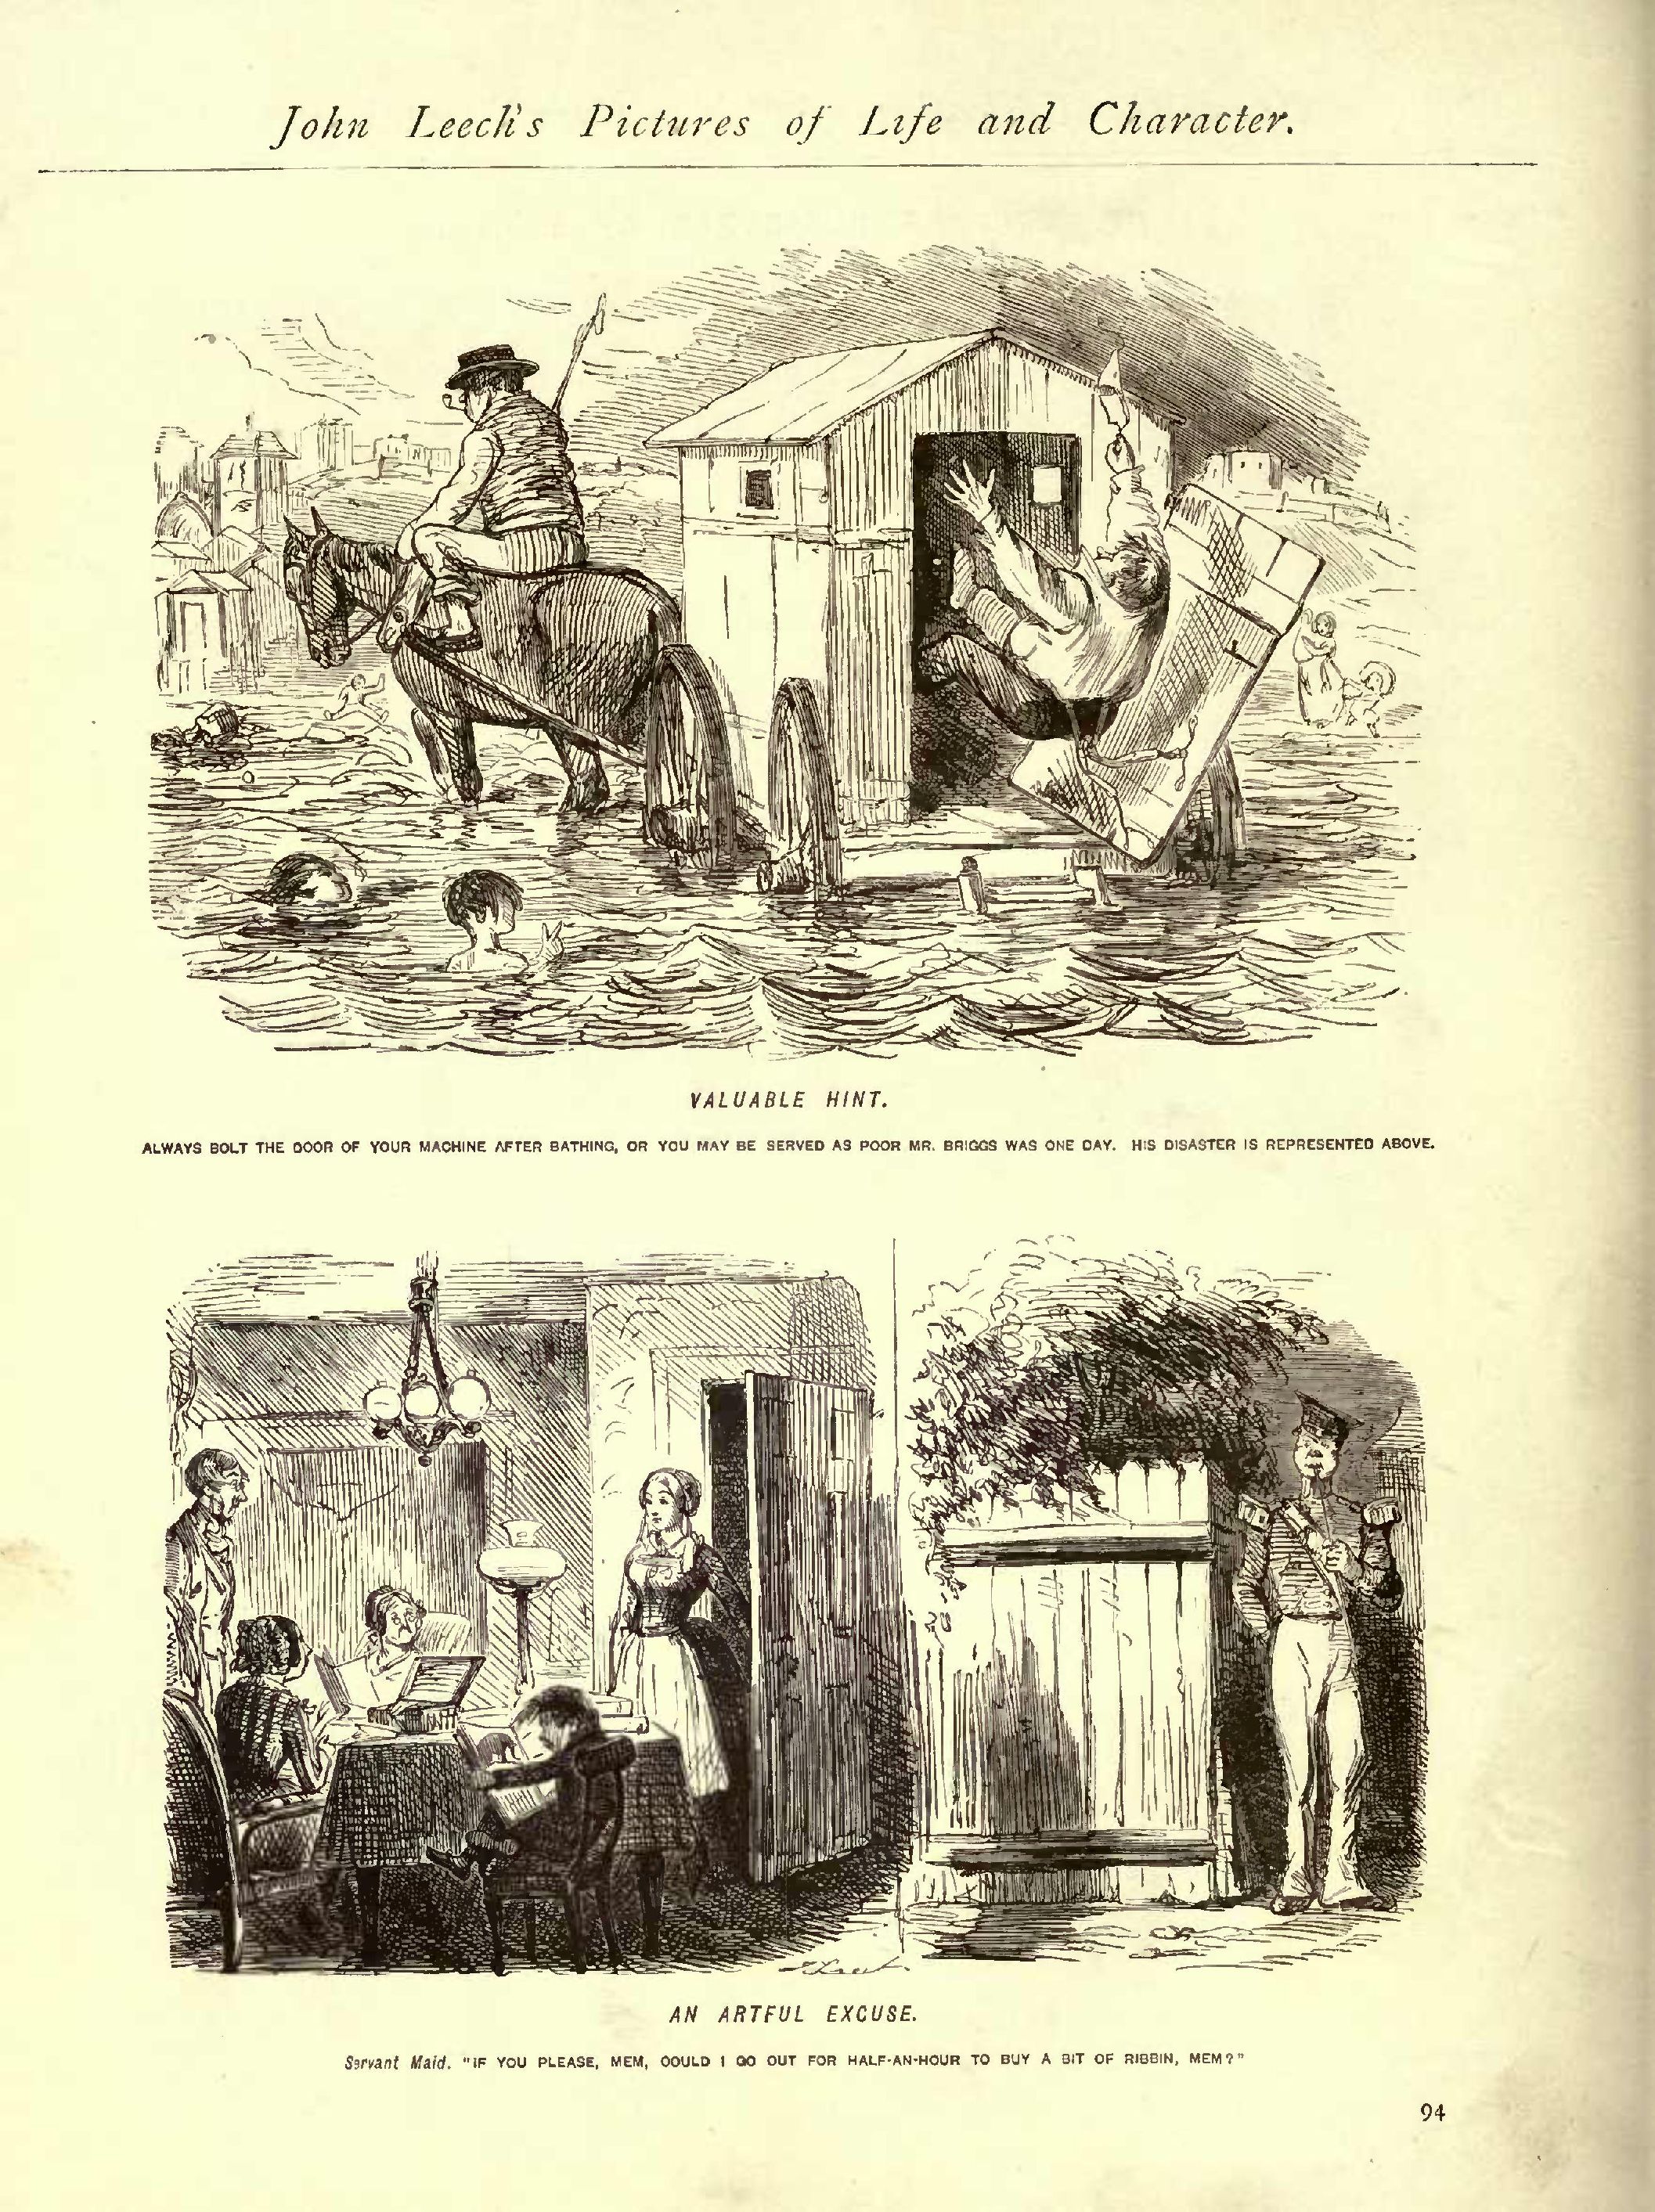 John Leech's Pictures of Life and Character.
VALUABLE HINT.
ALWAYS BOLT THE DOOR OF YOUR MACHINE AFTER BATHING, OR YOU MAY BE SERVED AS POOR MR. BRIGGS WAS ONE DAY. HIS DISASTER IS REPRESENTED ABOVE.
J Leech
AN ARTFUL EXCUSE.
Servant Maid. "IF YOU PLEASE, MEM, COULD I GO OUT FOR HALF-AN-HOUR TO BUY A BIT OF RIBBIN, MEM?"
94